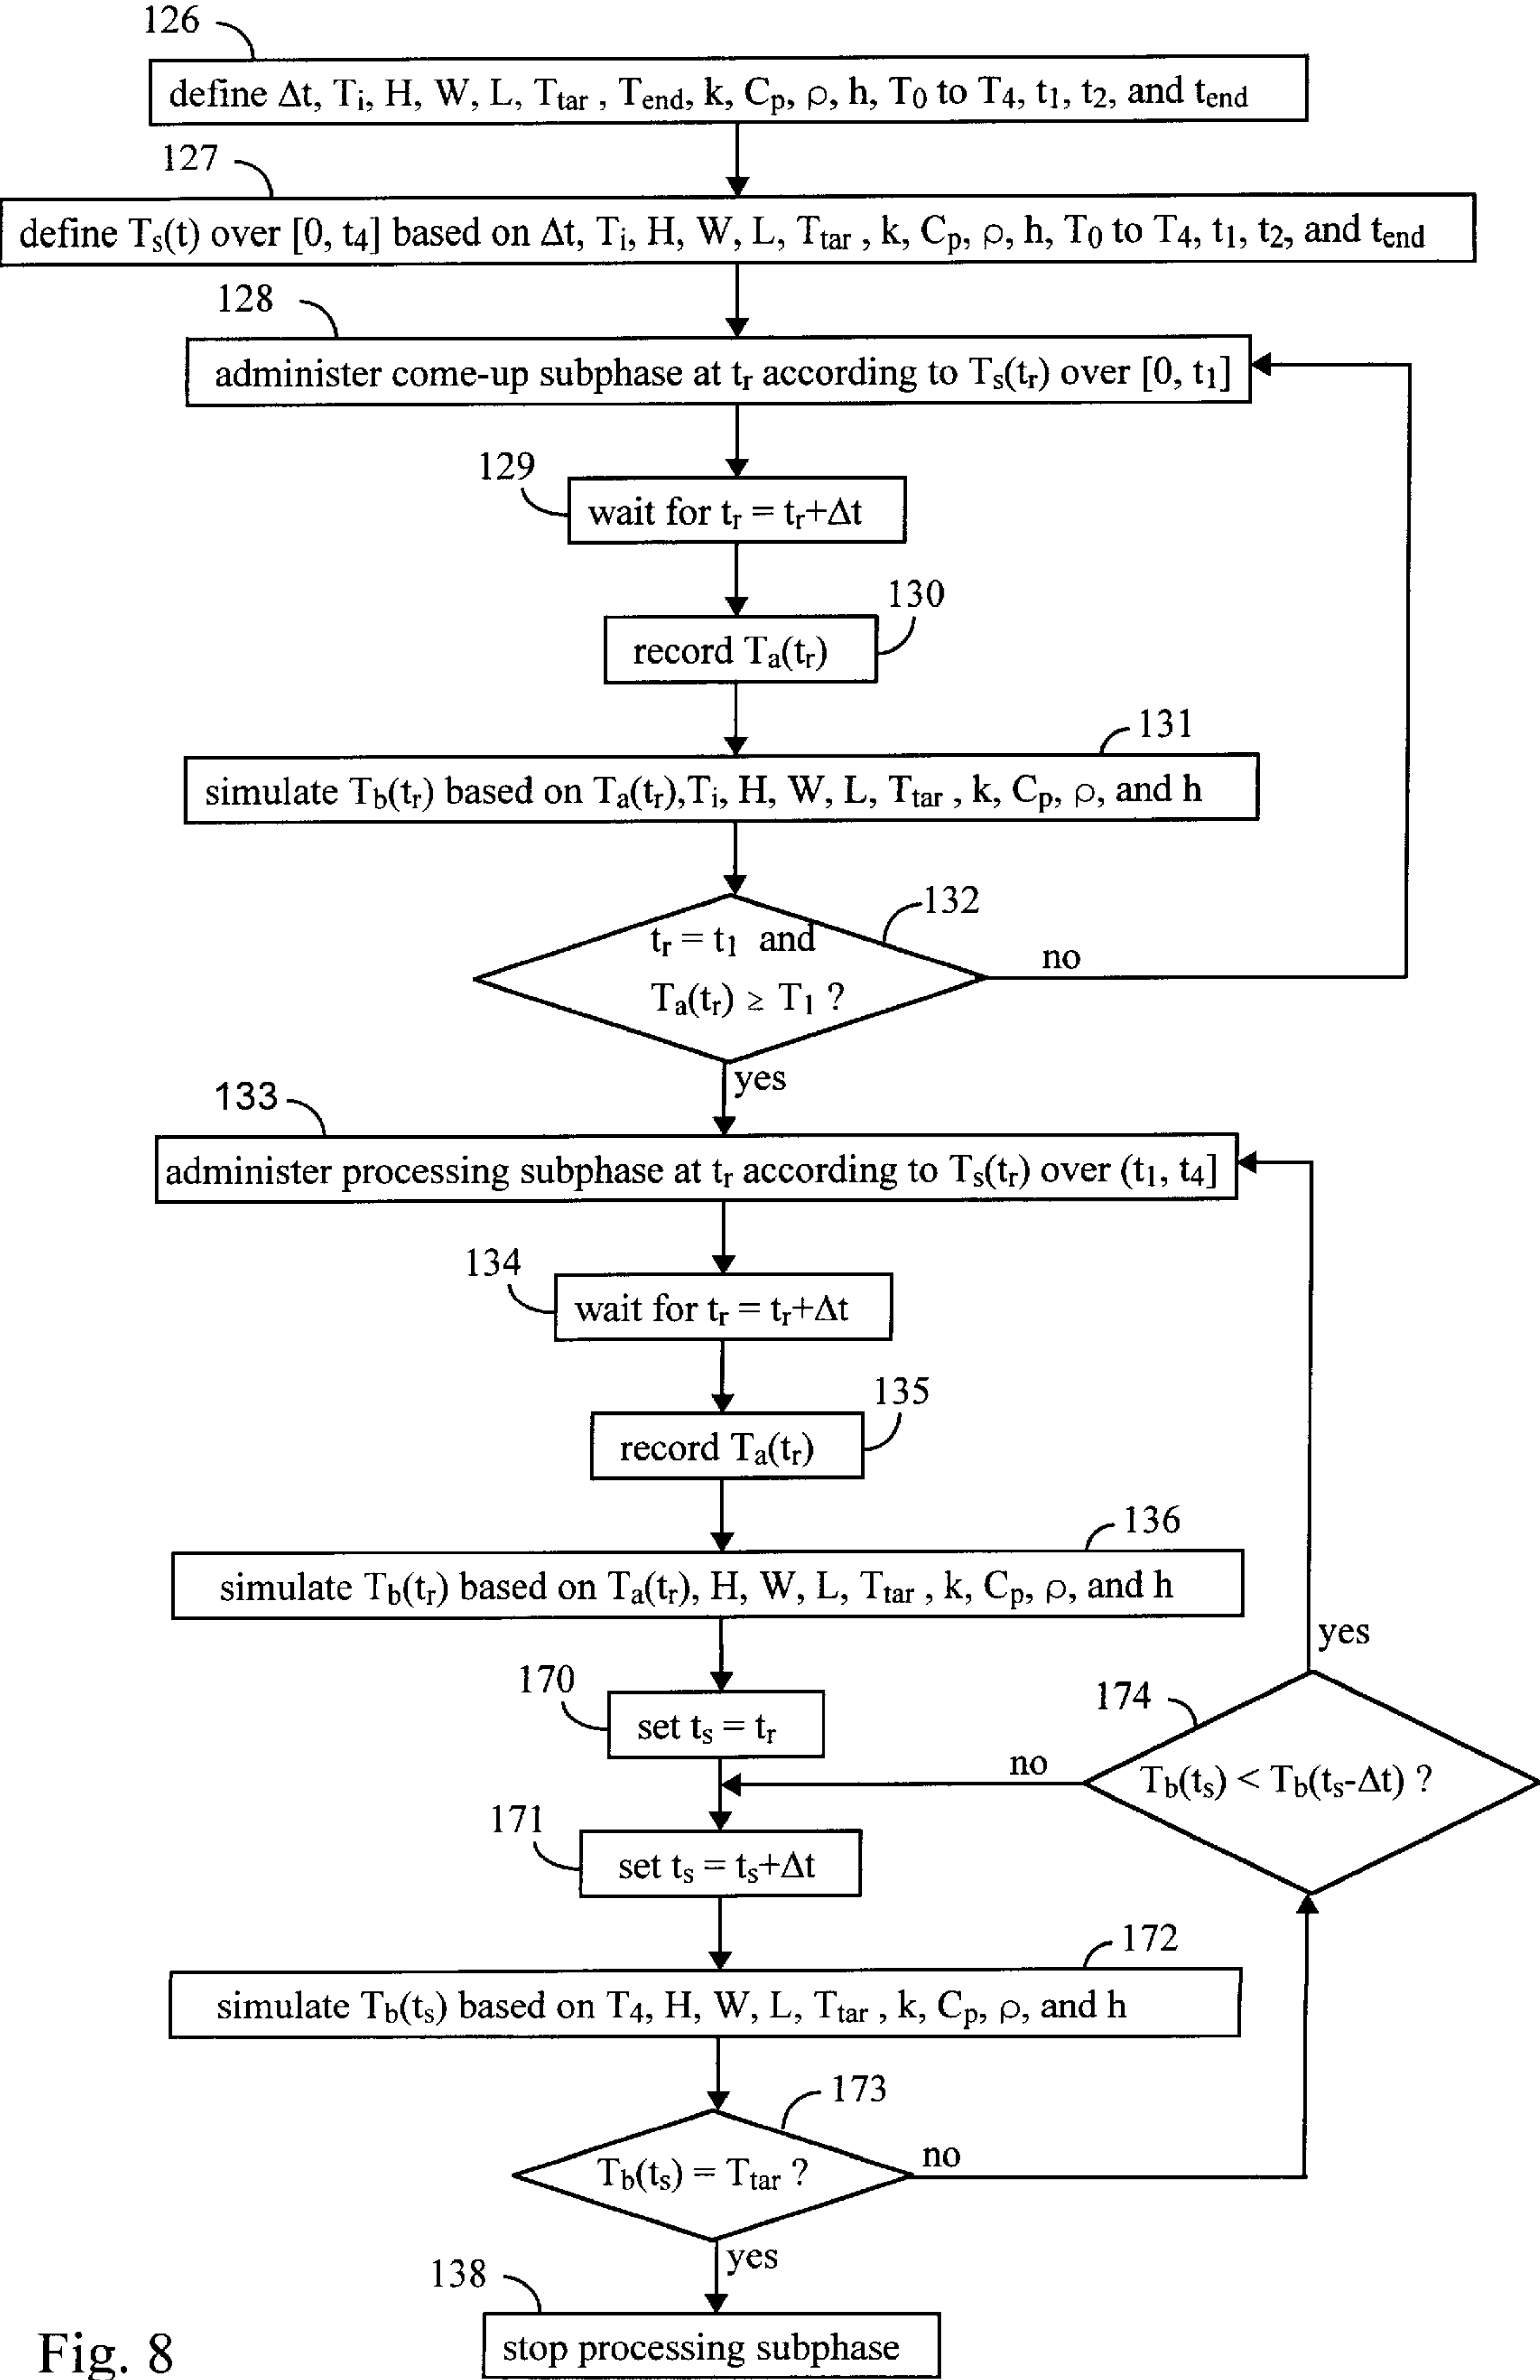 126
define Δt, Ti, H, W, L, Ttar , Tend, k, Cp, ρ, h, T0 to T4, t1, t2, and tend
127
define Ts(t) over [0, t4] based on Δt, Ti, H, W, L, Ttar , k, Cp, ρ, h, T0 to T4, t1, t2, and tend
128
administer come-up subphase at tr according to Ts(tr) over [0, t1]
129
wait for tr = tr+Δt
130
record Ta(tr)
131
simulate Tb(tr) based on Ta(tr),Ti, H, W, L, Ttar , k, Cp, ρ, and h
132
tr = t1 and
Ta(tr) ≥ T1 ?
no
yes
133
administer processing subphase at tr according to Ts(tr) over (t1, t4]
134
wait for tr = tr+Δt
135
record Ta(tr)
136
simulate Tb(tr) based on Ta(tr), H, W, L, Ttar , k, Cp, ρ, and h
yes
170
set ts = tr
174
no
Tb(ts) < Tb(ts-Δt) ?
171
set ts = ts+Δt
172
simulate Tb(ts) based on T4, H, W, L, Ttar , k, Cp, ρ, and h
173
Tb(ts) = Ttar ?
no
yes
138
stop processing subphase
Fig. 8